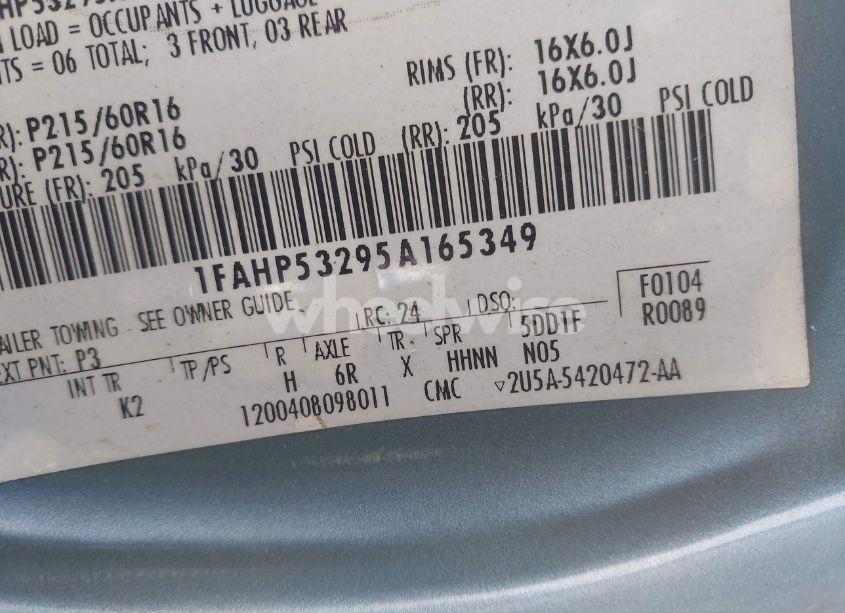 LOAD = OCCUPANTS + LUGGAGE
= 06 TOTAL; 3 FRONT, 03 REAR
RIMS (FR): 16X6.0J
(RR): 16X6.0J
P215/60R16
P215/60R16
(FR): 205 kPa/30 PSI COLD (RR): 205 kPa/30 PSI COLD
1FAHP53295A165349
TOWING - SEE OWNER GUIDE.
wheelwise
EXT PNT: P3 RC: 24 DSO: F0104
INT TR TP/PS R AXLE TR SPR 5DD1F R0089
K2 H 6R X HHNN N05
1200408098011 CMC ▽2U5A-5420472-AA